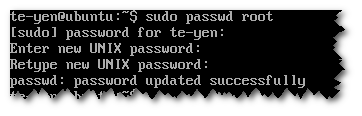 te-yen@ubuntu:~$ sudo passwd root
[sudo] password for te-yen:
Enter new UNIX password:
Retype new UNIX password:
passwd: password updated successfully